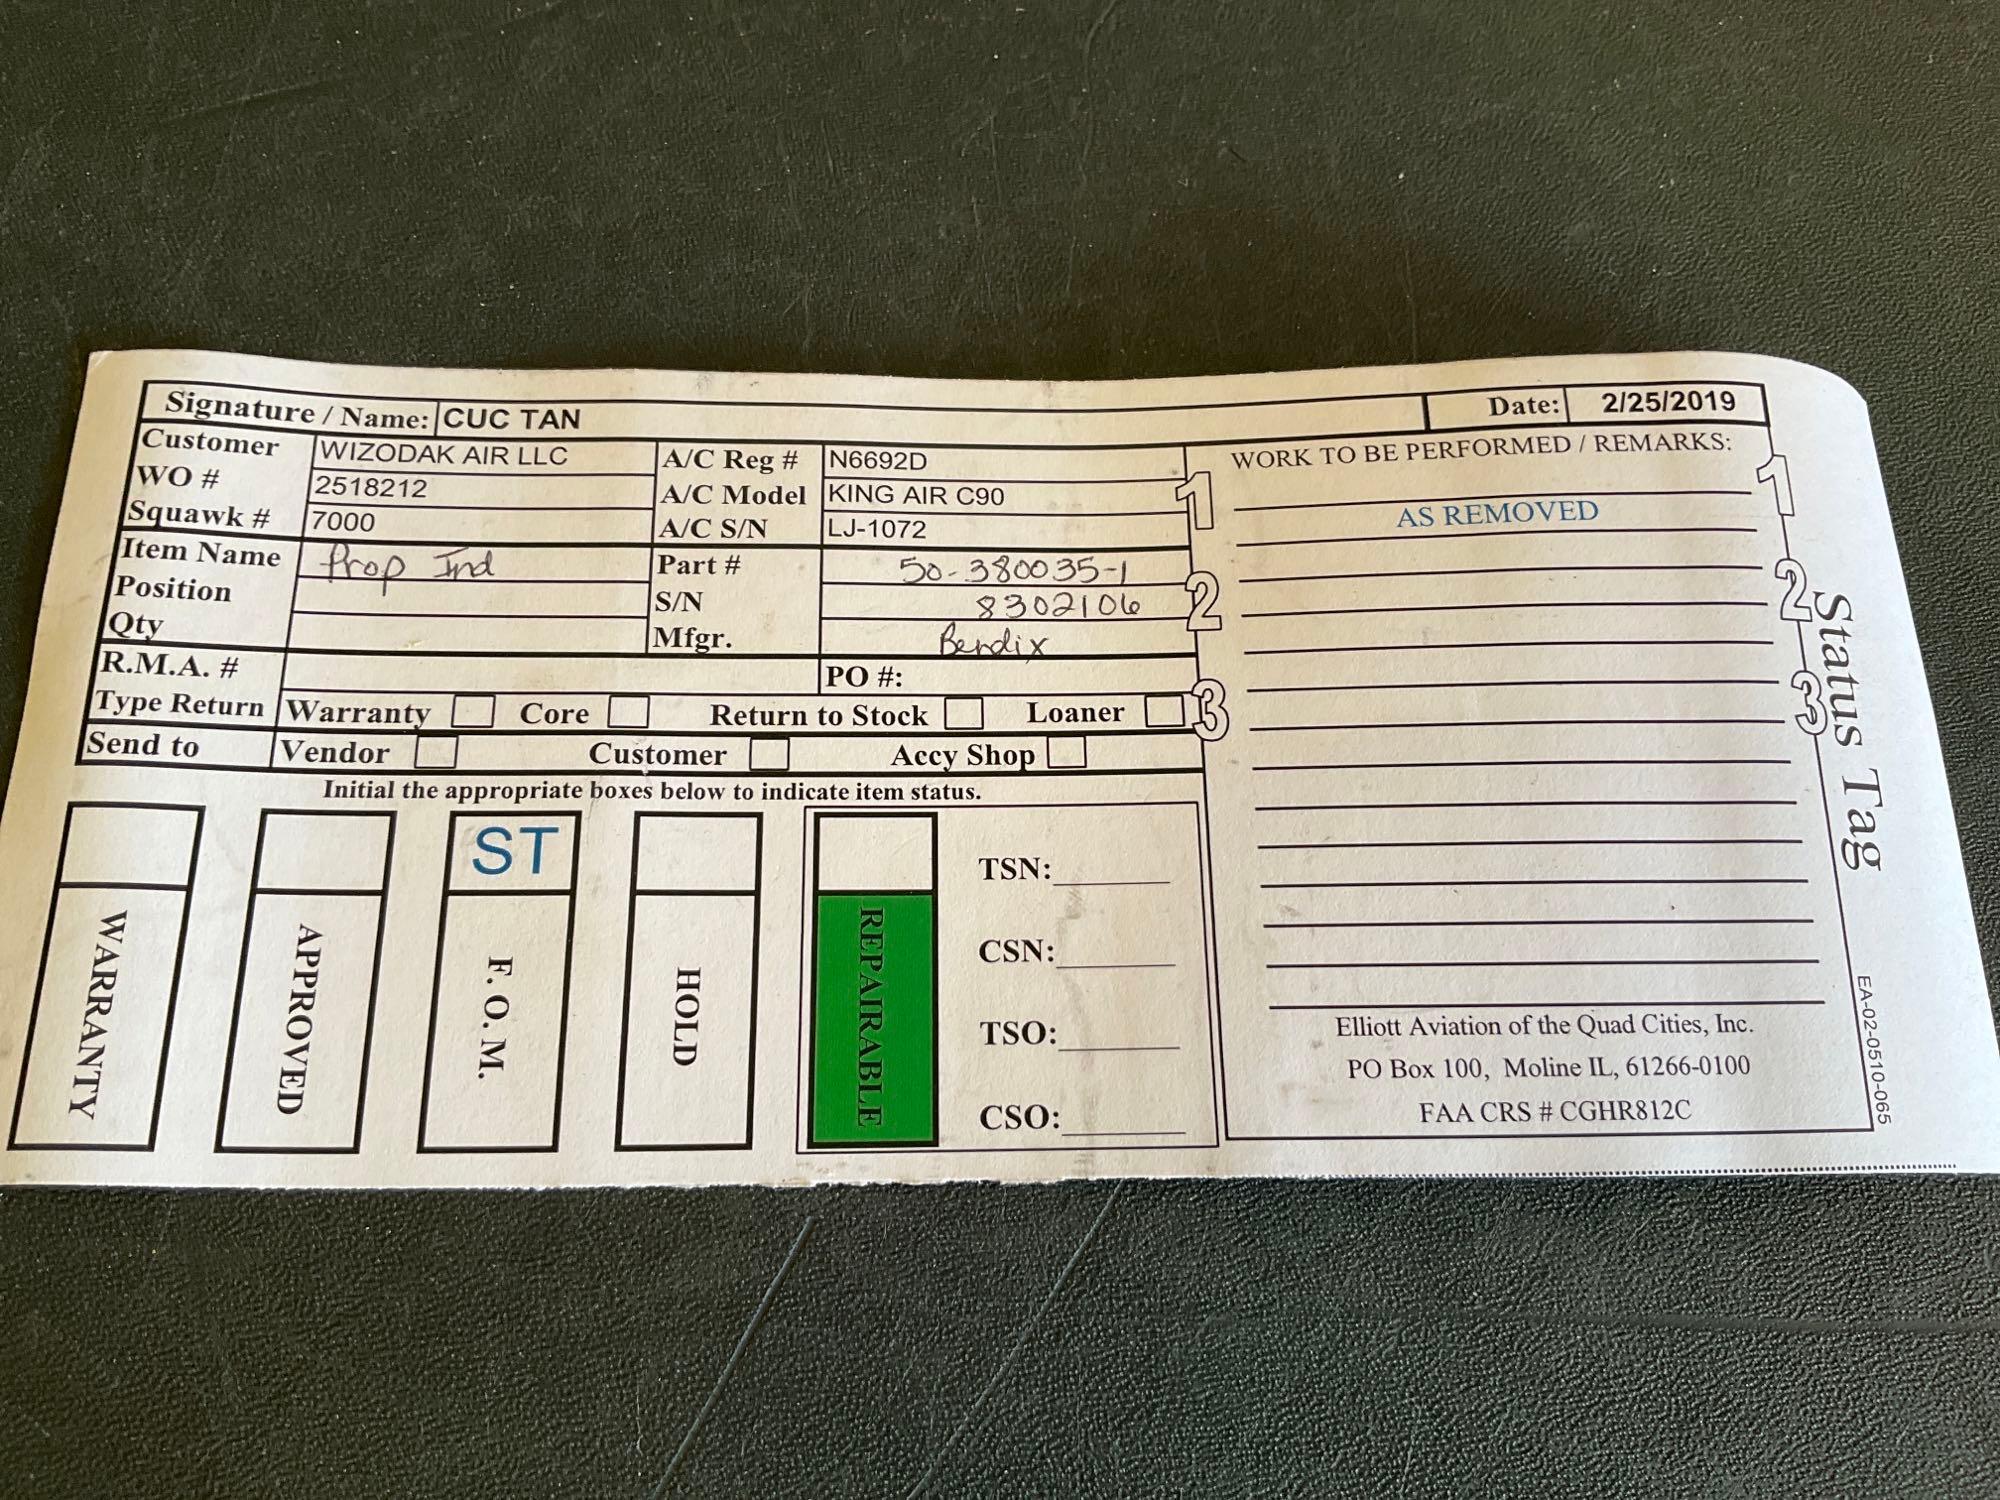 Signature / Name: CUC TAN Date: 2/25/2019
Customer WIZODAK AIR LLC A/C Reg # N6692D
WO # 2518212 A/C Model KING AIR C90
Squawk # 7000 A/C S/N LJ-1072
Item Name Prop Ind Part # 50-380035-1
Position S/N 8302106
Qty Mfgr. Bendix
R.M.A. # PO #:
Type Return Warranty Core Return to Stock Loaner
Send to Vendor Customer Accy Shop
1
2
3
WORK TO BE PERFORMED / REMARKS:
AS REMOVED
1
2
3
Initial the appropriate boxes below to indicate item status.
WARRANTY
APPROVED
ST
F. O. M.
HOLD
REPAIRABLE
TSN:
CSN:
TSO:
CSO:
Elliott Aviation of the Quad Cities, Inc.
PO Box 100, Moline IL, 61266-0100
FAA CRS # CGHR812C
Status Tag
EA-02-0510-065